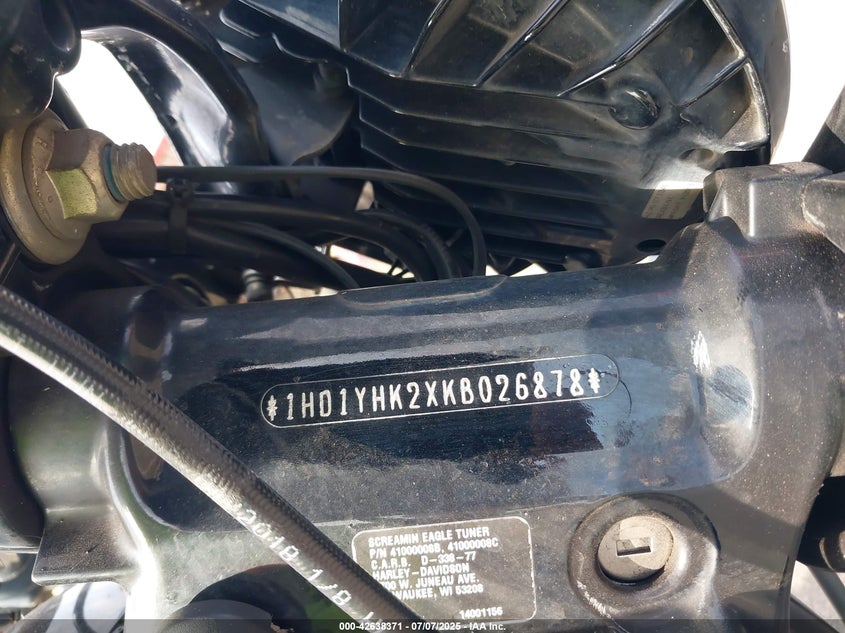 *1HD1YHK2XKB026878*
SCREAMIN EAGLE TUNER
P/N 41000008B, 41000008C
C.A.R.B. D-336-77
HARLEY-DAVIDSON
W. JUNEAU AVE.
WI 53208
14001156
000-42638371 - 07/07/2025 - IAA Inc.